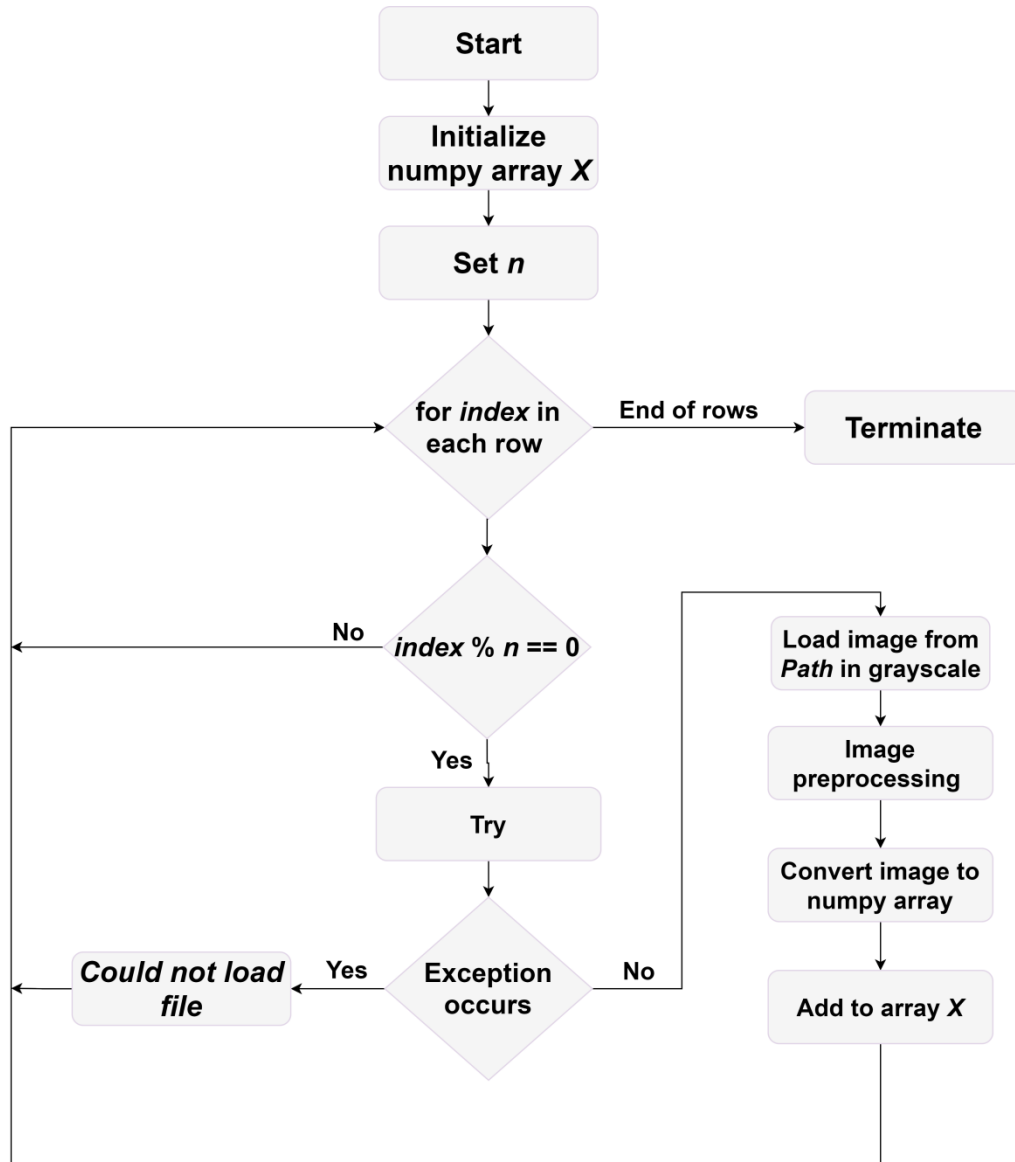 Start
Initialize
numpy array X
Set n
for index in
each row
End of rows
Terminate
No
index % n == 0
Yes
Try
Exception
occurs
Yes
Could not load
file
No
Load image from
Path in grayscale
Image
preprocessing
Convert image to
numpy array
Add to array X